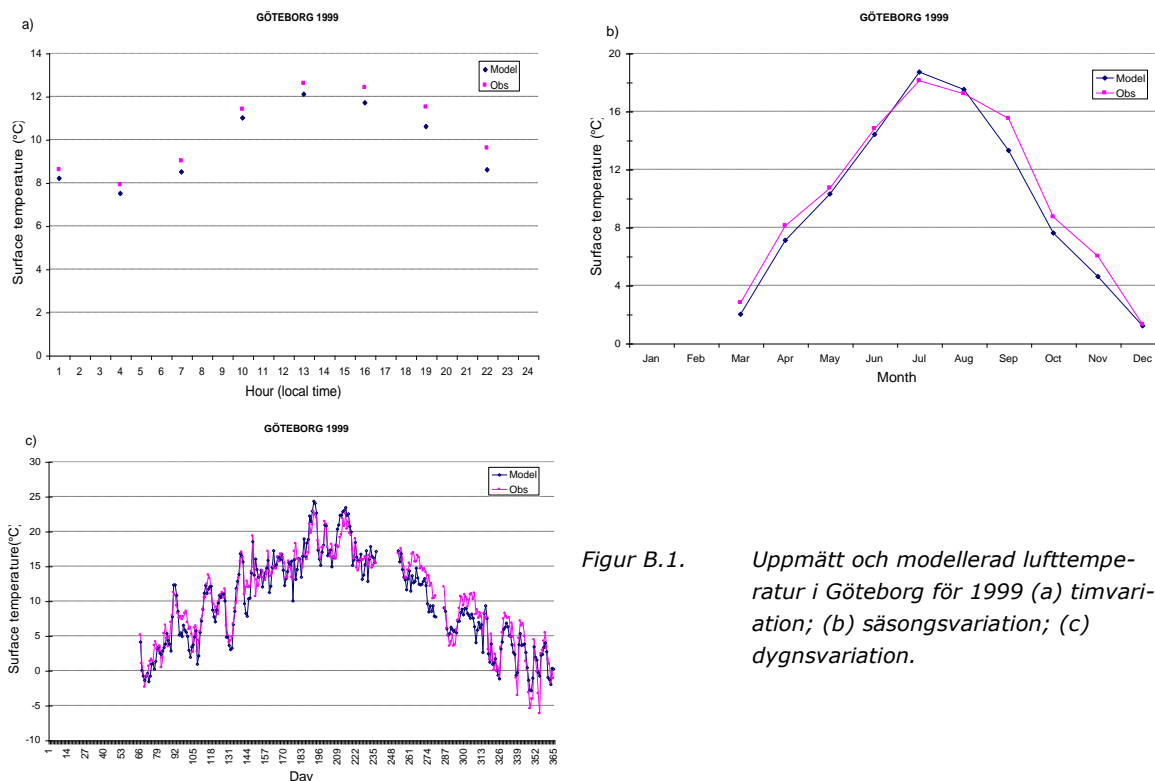 a)
GÖTEBORG 1999
14
12
10
8
6
4
2
0
Surface temperature (°C)
Model
Obs
1 2 3 4 5 6 7 8 9 10 11 12 13 14 15 16 17 18 19 20 21 22 23 24
Hour (local time)
b)
GÖTEBORG 1999
20
16
12
8
4
0
Surface temperature (°C)
Model
Obs
Jan Feb Mar Apr May Jun Jul Aug Sep Oct Nov Dec
Month
c)
GÖTEBORG 1999
30
25
20
15
10
5
0
-5
-10
Surface temperature(°C)
Model
Obs
1 14 27 40 53 66 79 92 105 118 131 144 157 170 183 196 209 222 235 248 261 274 287 300 313 326 339 352 365
Day
Figur B.1. Uppmätt och modellerad lufttempe-
ratur i Göteborg för 1999 (a) timvari-
ation; (b) säsongsvariation; (c)
dygnsvariation.